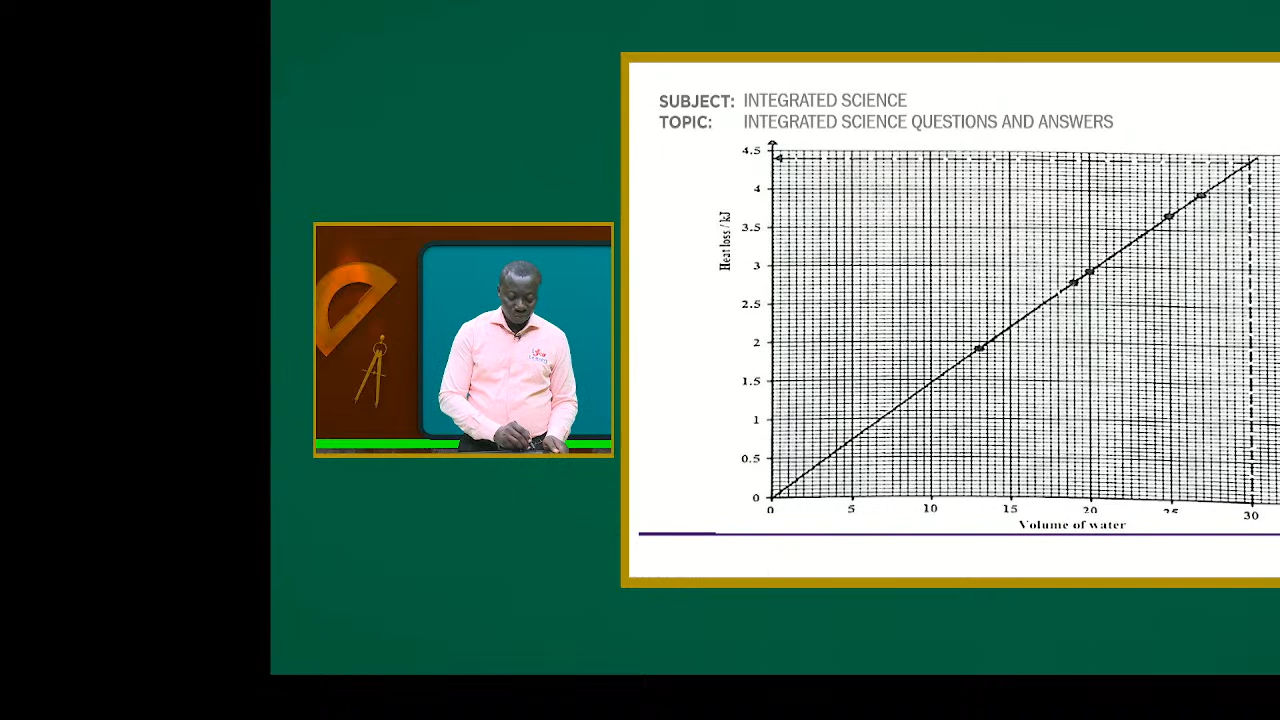 SUBJECT: INTEGRATED SCIENCE
TOPIC: INTEGRATED SCIENCE QUESTIONS AND ANSWERS
4.5
4
3.5
3
2.5
2
1.5
1
0.5
0
Heat loss / kJ
0 5 10 15 20 25 30
Volume of water